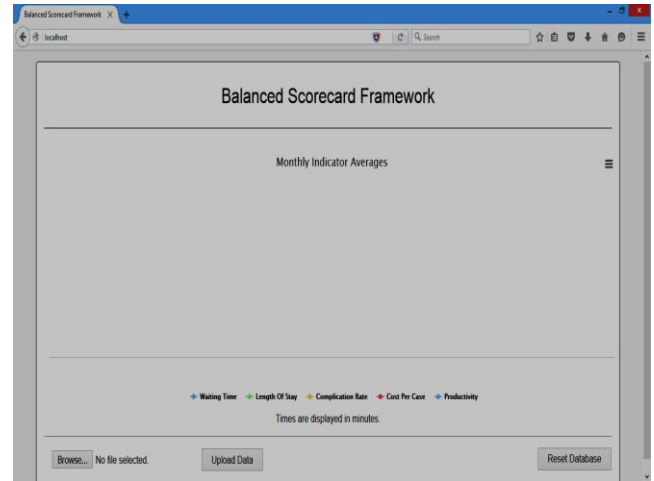 Balanced Scorecard Framework
localhost
Search
Balanced Scorecard Framework
Monthly Indicator Averages
Waiting Time Length Of Stay Complication Rate Cost Per Case Productivity
Times are displayed in minutes.
Browse... No file selected. Upload Data Reset Database